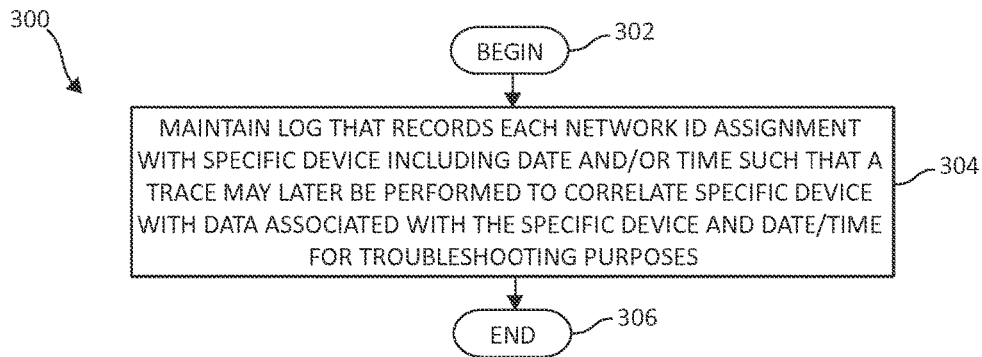 300
BEGIN
302
MAINTAIN LOG THAT RECORDS EACH NETWORK ID ASSIGNMENT
WITH SPECIFIC DEVICE INCLUDING DATE AND/OR TIME SUCH THAT A
TRACE MAY LATER BE PERFORMED TO CORRELATE SPECIFIC DEVICE
WITH DATA ASSOCIATED WITH THE SPECIFIC DEVICE AND DATE/TIME
FOR TROUBLESHOOTING PURPOSES
304
END
306